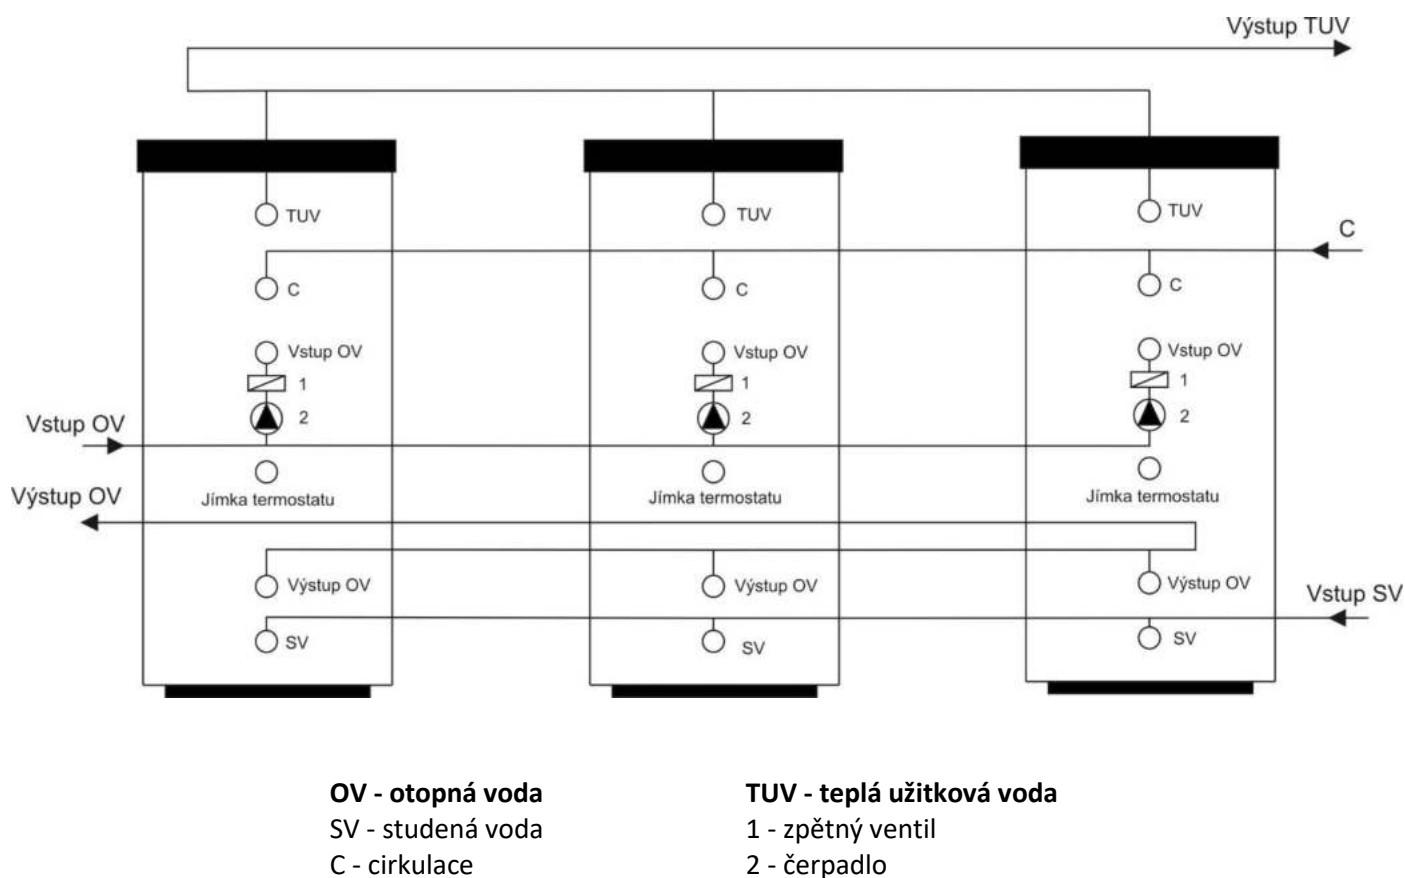 Výstup TUV
TUV
TUV
TUV
C
C
C
C
Vstup OV
Vstup OV
Vstup OV
1
1
1
2
2
2
Vstup OV
Výstup OV
Jímka termostatu
Jímka termostatu
Jímka termostatu
Výstup OV
Výstup OV
Výstup OV
Vstup SV
SV
SV
SV
OV - otopná voda
TUV - teplá užitková voda
SV - studená voda
1 - zpětný ventil
C - cirkulace
2 - čerpadlo